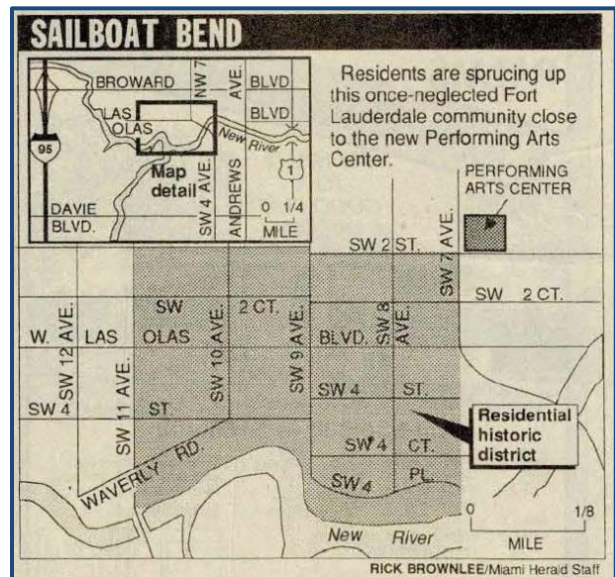 SAILBOAT BEND
BROWARD
NW 7
AVE.
BLVD
LAS
OLAS
BLVD
New River
95
Map
detail
1
SW 4 AVE.
ANDREWS
DAVIE
BLVD.
0 1/4
MILE
Residents are sprucing up
this once-neglected Fort
Lauderdale community close
to the new Performing Arts
Center.
PERFORMING
ARTS CENTER
SW 2 ST.
SW 7 AVE.
SW 2 CT.
SW 2 CT.
W. LAS OLAS BLVD.
SW 12 AVE.
SW 11 AVE.
SW 10 AVE.
SW 9 AVE.
SW 8 AVE.
SW 4 ST.
SW 4 ST.
Residential
historic
district
SW 4 CT.
WAVERLY RD.
SW 4 PL.
New River
0 1/8
MILE
RICK BROWNLEE/Miami Herald Staff